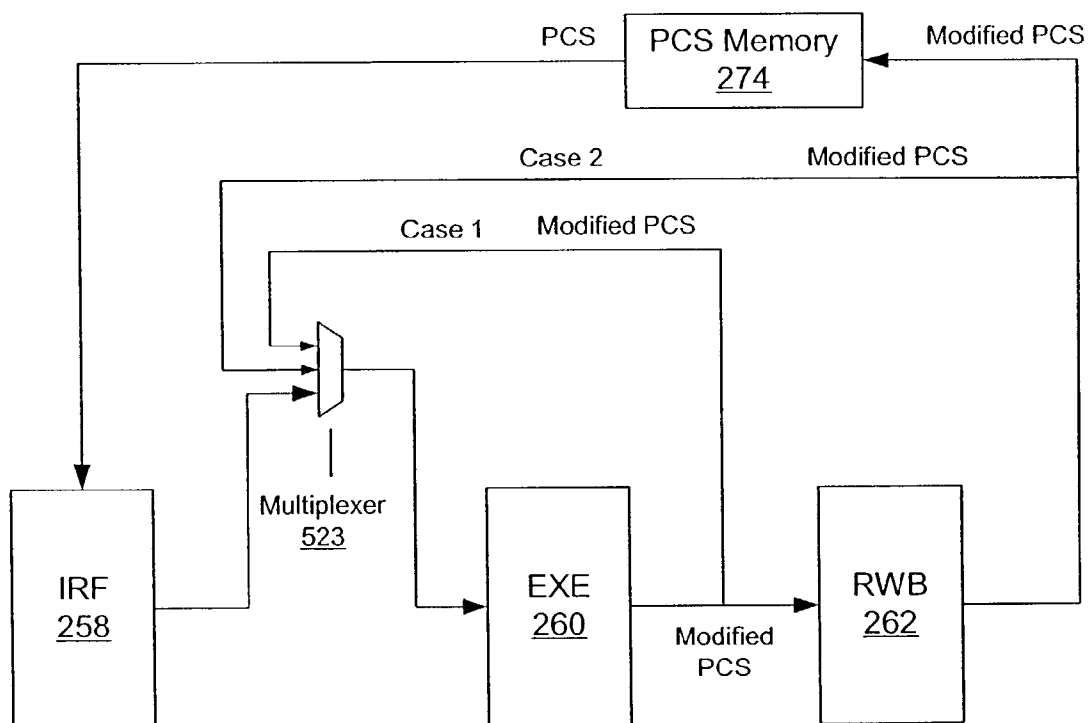 PCS
PCS Memory
274
Modified PCS
Case 2
Modified PCS
Case 1
Modified PCS
Multiplexer
523
IRF
258
EXE
260
Modified
PCS
RWB
262